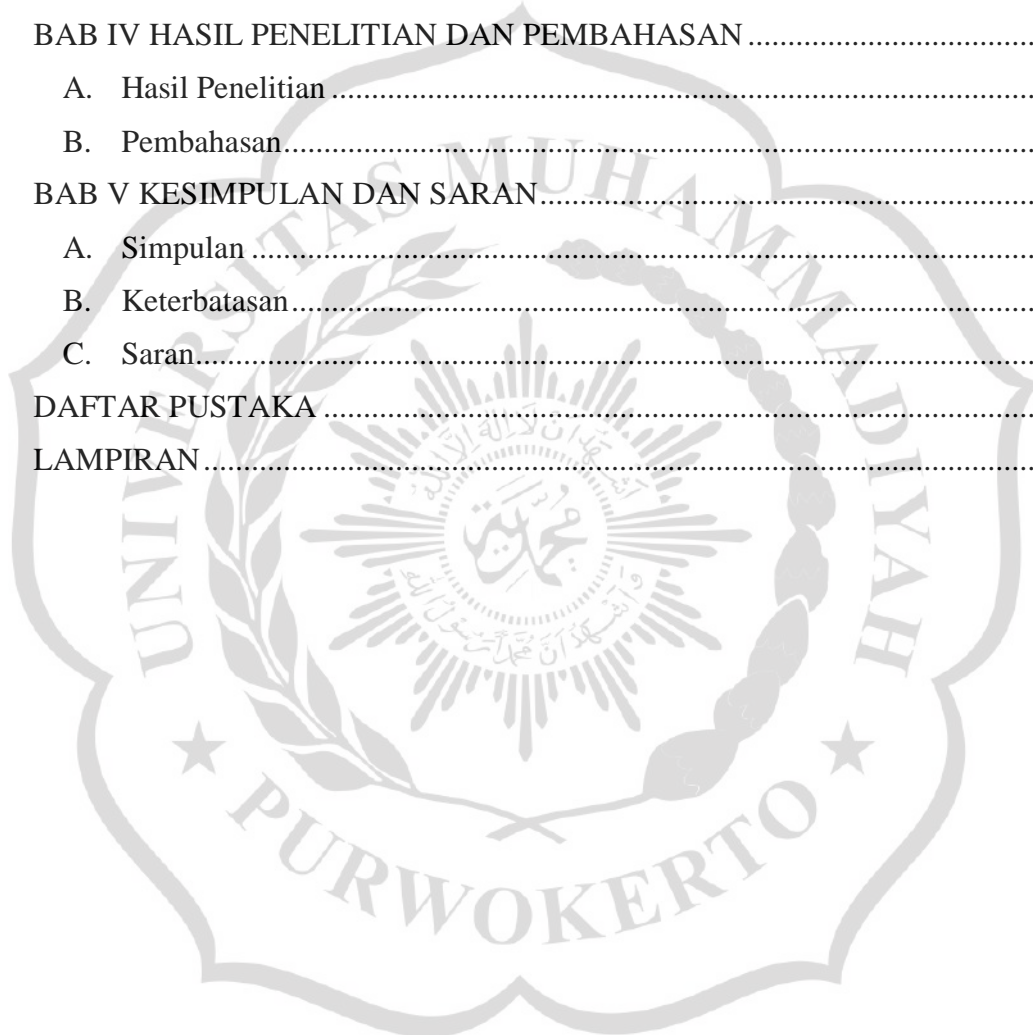 BAB IV HASIL PENELITIAN DAN PEMBAHASAN ....................................
A. Hasil Penelitian ....................................
B. Pembahasan....................................
BAB V KESIMPULAN DAN SARAN....................................
A. Simpulan ....................................
B. Keterbatasan....................................
C. Saran....................................
DAFTAR PUSTAKA ....................................
LAMPIRAN....................................
UNIVERSITAS MUHAMMADIYAH
PURWOKERTO